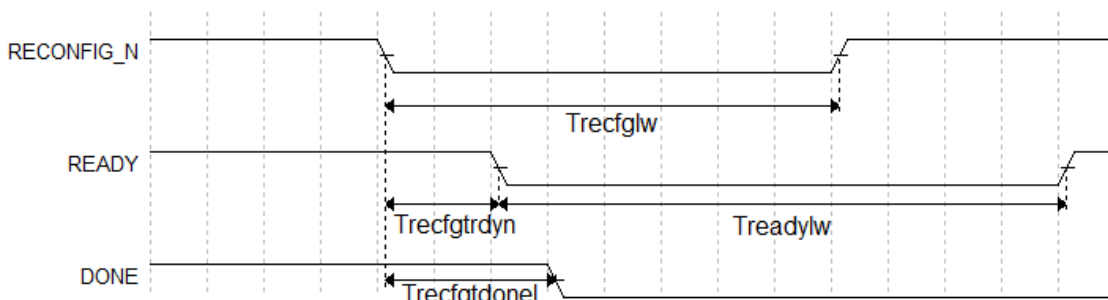 RECONFIG_N
Trecfglw
READY
Trecfgtrdyn
Treadylw
DONE
Trecfgtdonel